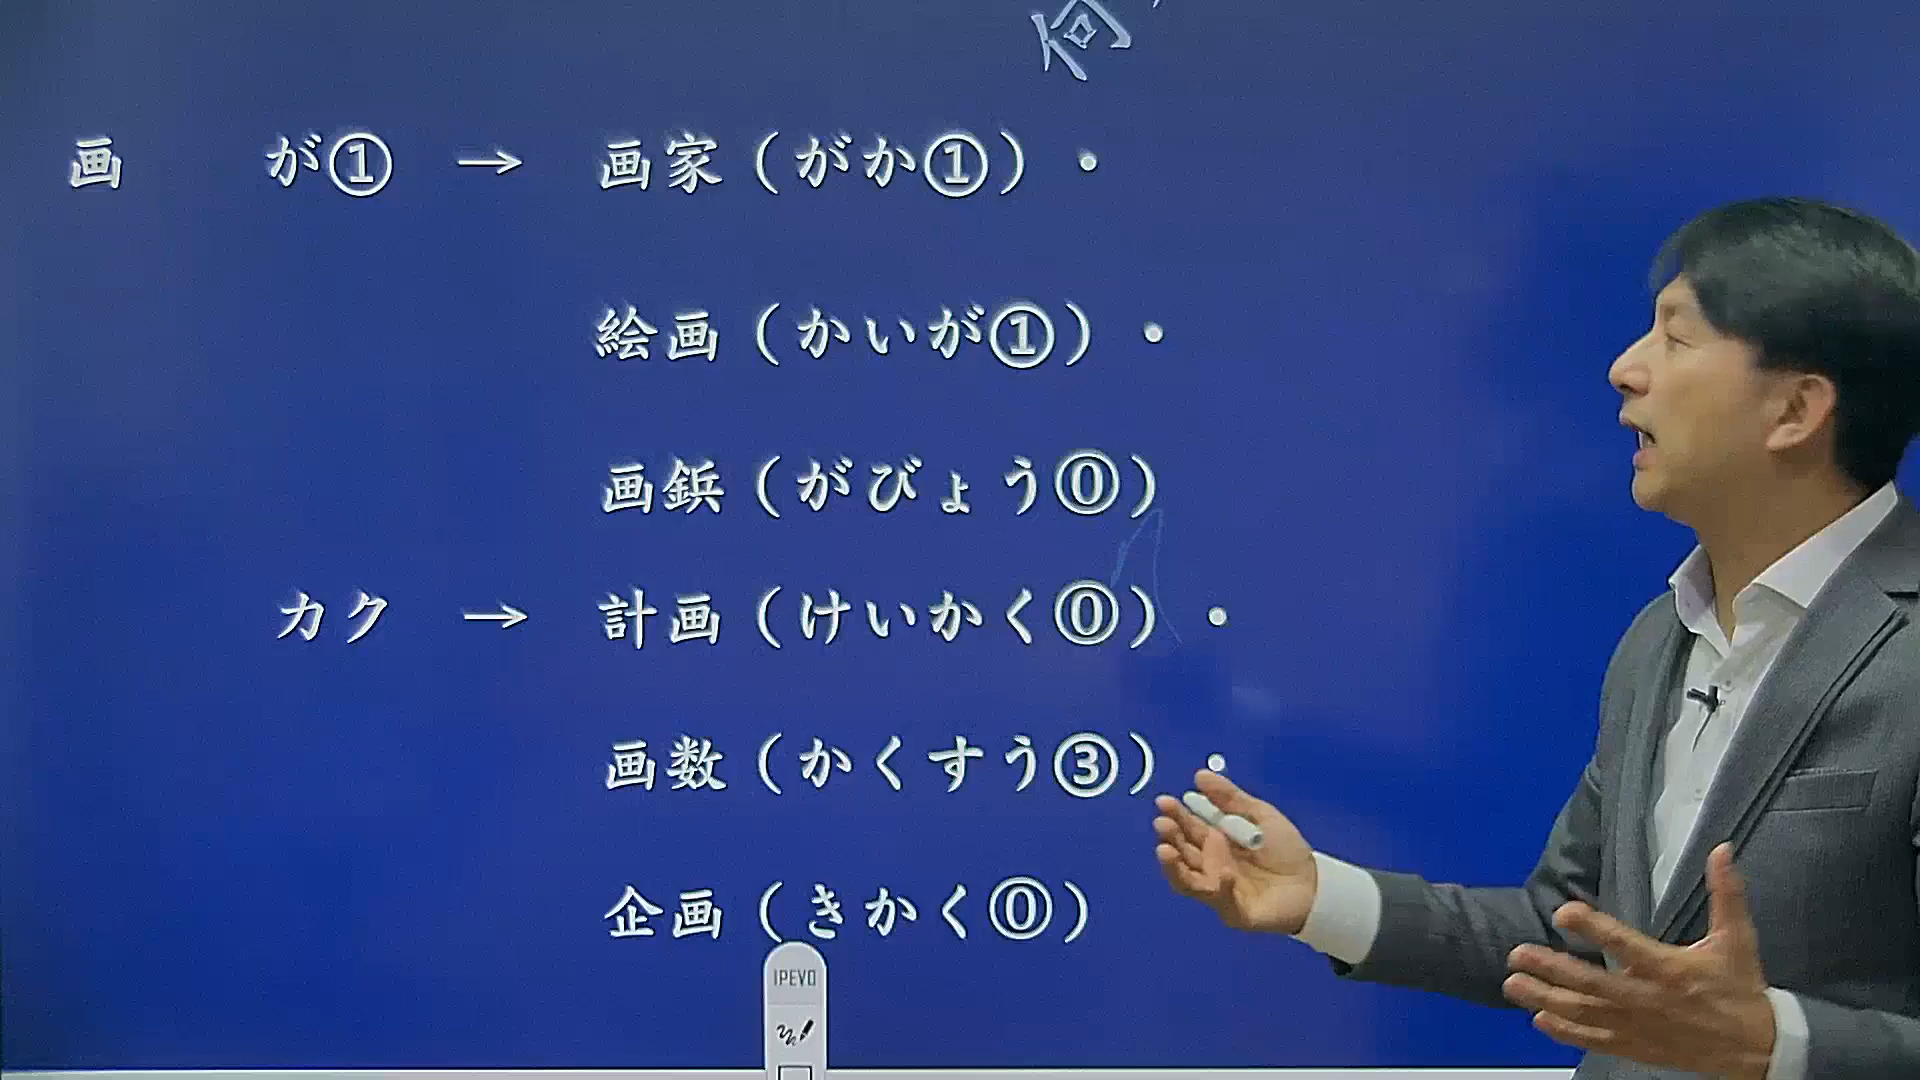 何
画 が① → 画家（がか①）・
絵画（かいが①）・
画鋲（がびょう⓪）
カク → 計画（けいかく⓪）・
画数（かくすう③）・
企画（きかく⓪）
IPEVO